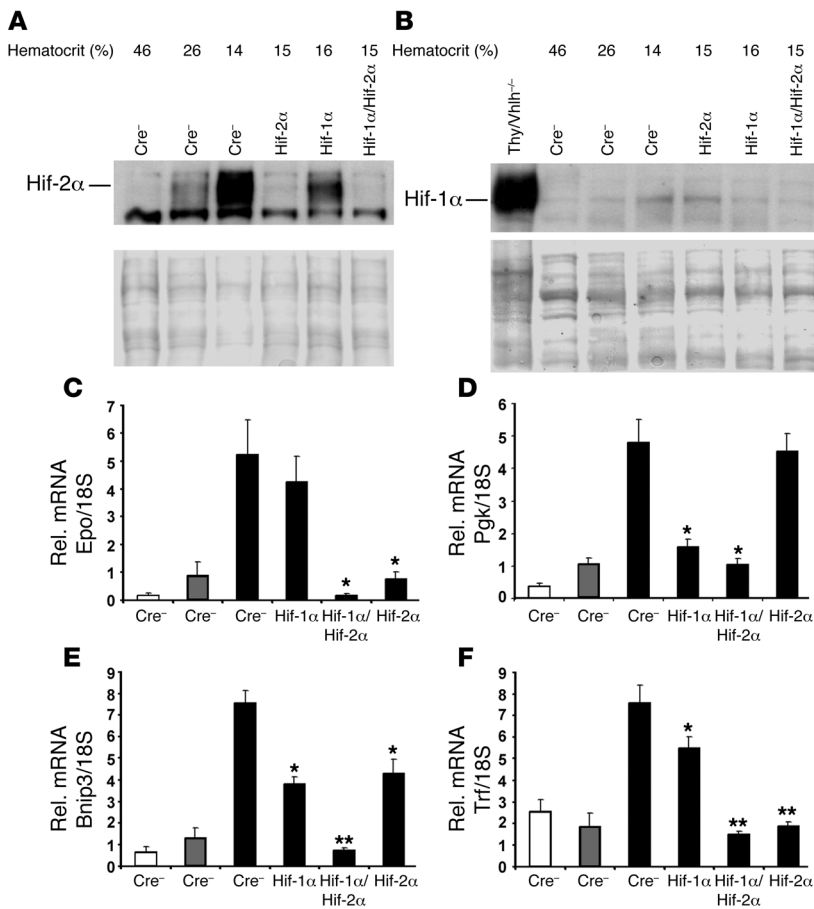 A
Hematocrit (%) 46 26 14 15 16 15
Cre⁻ Cre⁻ Cre⁻ Hif-2α Hif-1α Hif-1α/Hif-2α
Hif-2α
B
Hematocrit (%) 46 26 14 15 16 15
Thy/Vhlh⁻/⁻ Cre⁻ Cre⁻ Cre⁻ Hif-2α Hif-1α Hif-1α/Hif-2α
Hif-1α
C
Rel. mRNA
Epo/18S
7
6
5
4
3
2
1
0
* *
Cre⁻ Cre⁻ Cre⁻ Hif-1α Hif-1α/ Hif-2α
Hif-2α
D
Rel. mRNA
Pgk/18S
6
5
4
3
2
1
0
* *
Cre⁻ Cre⁻ Cre⁻ Hif-1α Hif-1α/ Hif-2α
Hif-2α
E
Rel. mRNA
Bnip3/18S
9
8
7
6
5
4
3
2
1
0
* ** *
Cre⁻ Cre⁻ Cre⁻ Hif-1α Hif-1α/ Hif-2α
Hif-2α
F
Rel. mRNA
Trf/18S
9
8
7
6
5
4
3
2
1
0
* ** **
Cre⁻ Cre⁻ Cre⁻ Hif-1α Hif-1α/ Hif-2α
Hif-2α